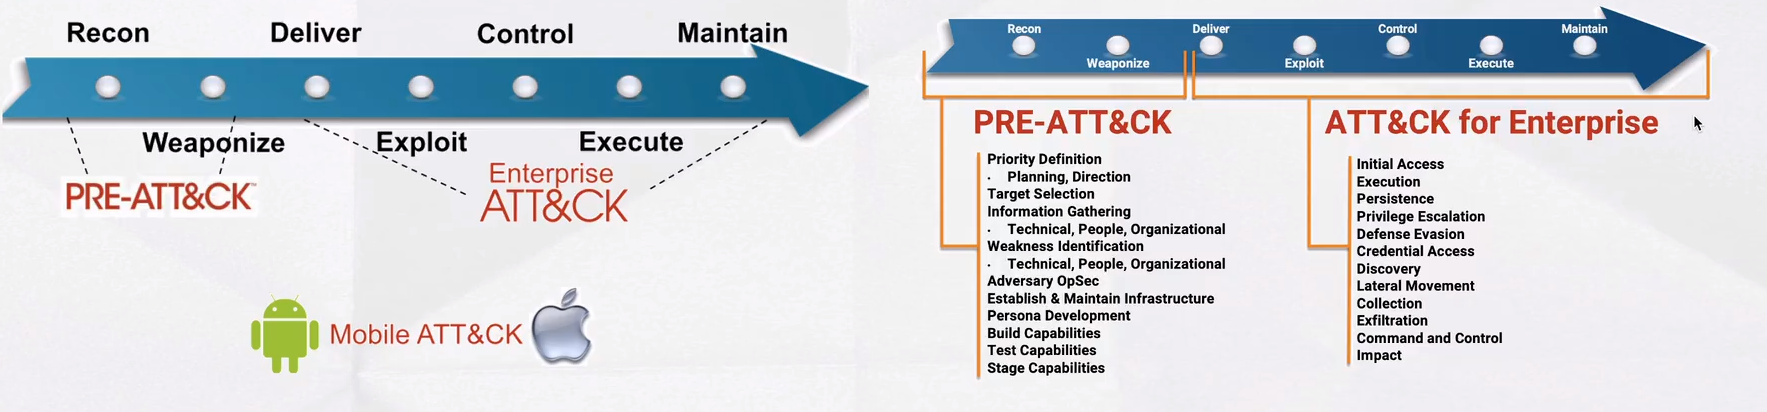 Recon Deliver Control Maintain
Weaponize Exploit Execute
PRE-ATT&CK™
Enterprise
ATT&CK
Mobile ATT&CK
Recon Deliver Control Maintain
Weaponize Exploit Execute
PRE-ATT&CK
Priority Definition
· Planning, Direction
Target Selection
Information Gathering
· Technical, People, Organizational
Weakness Identification
· Technical, People, Organizational
Adversary OpSec
Establish & Maintain Infrastructure
Persona Development
Build Capabilities
Test Capabilities
Stage Capabilities
ATT&CK for Enterprise
Initial Access
Execution
Persistence
Privilege Escalation
Defense Evasion
Credential Access
Discovery
Lateral Movement
Collection
Exfiltration
Command and Control
Impact